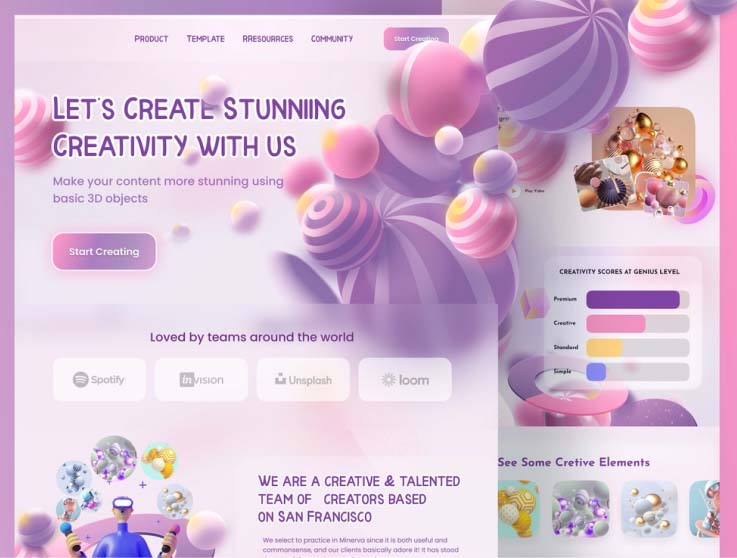 PRODUCT
TEMPLATE
RRESOURRCES
COMMUNITY
Start Creating
LET'S CREATE STUNNIING
CREATIVITY WITH US
Make your content more stunning using
basic 3D objects
Start Creating
Loved by teams around the world
Spotify
invision
Unsplash
loom
WE ARE A CREATIVE & TALENTED
TEAM OF CREATORS BASED
ON SAN FRANCISCO
We select to practice in Minerva since it is both useful and
commonsense, and our clients basically adore it! It has stood
Play Video
CREATIVITY SCORES AT GENIUS LEVEL
Premium
Creative
Standard
Simple
See Some Cretive Elements